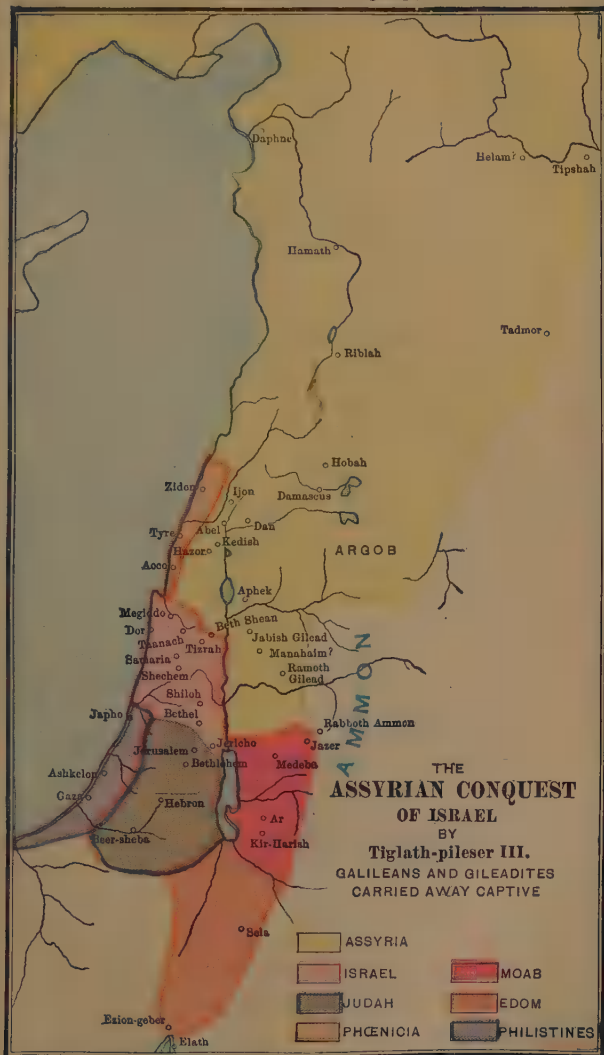 Daphne
Helam?
Tipshah
Hamath
Tadmor
Riblah
Hobah
Zidon
Ijon
Damascus
Abel
Dan
Tyre
Kedish
Hazor
ARGOB
Acco
Aphek
Megiddo
Beth Shean
Dor
Taanach
Jabish Gilead
Tizrah
Manahaim?
Samaria
Ramoth
Gilead
Shechem
AMMON
Shiloh
Bethel
Japho
Rabboth Ammon
Jericho
Jazer
Jerusalem
Medeba
Bethlehem
Ashkelon
Gaza
Hebron
Ar
Beer-sheba
Kir-Harish
THE
ASSYRIAN CONQUEST
OF ISRAEL
BY
Tiglath-pileser III.
GALILEANS AND GILEADITES
CARRIED AWAY CAPTIVE
Sela
ASSYRIA
ISRAEL
MOAB
JUDAH
EDOM
Ezion-geber
PHŒNICIA
PHILISTINES
Elath